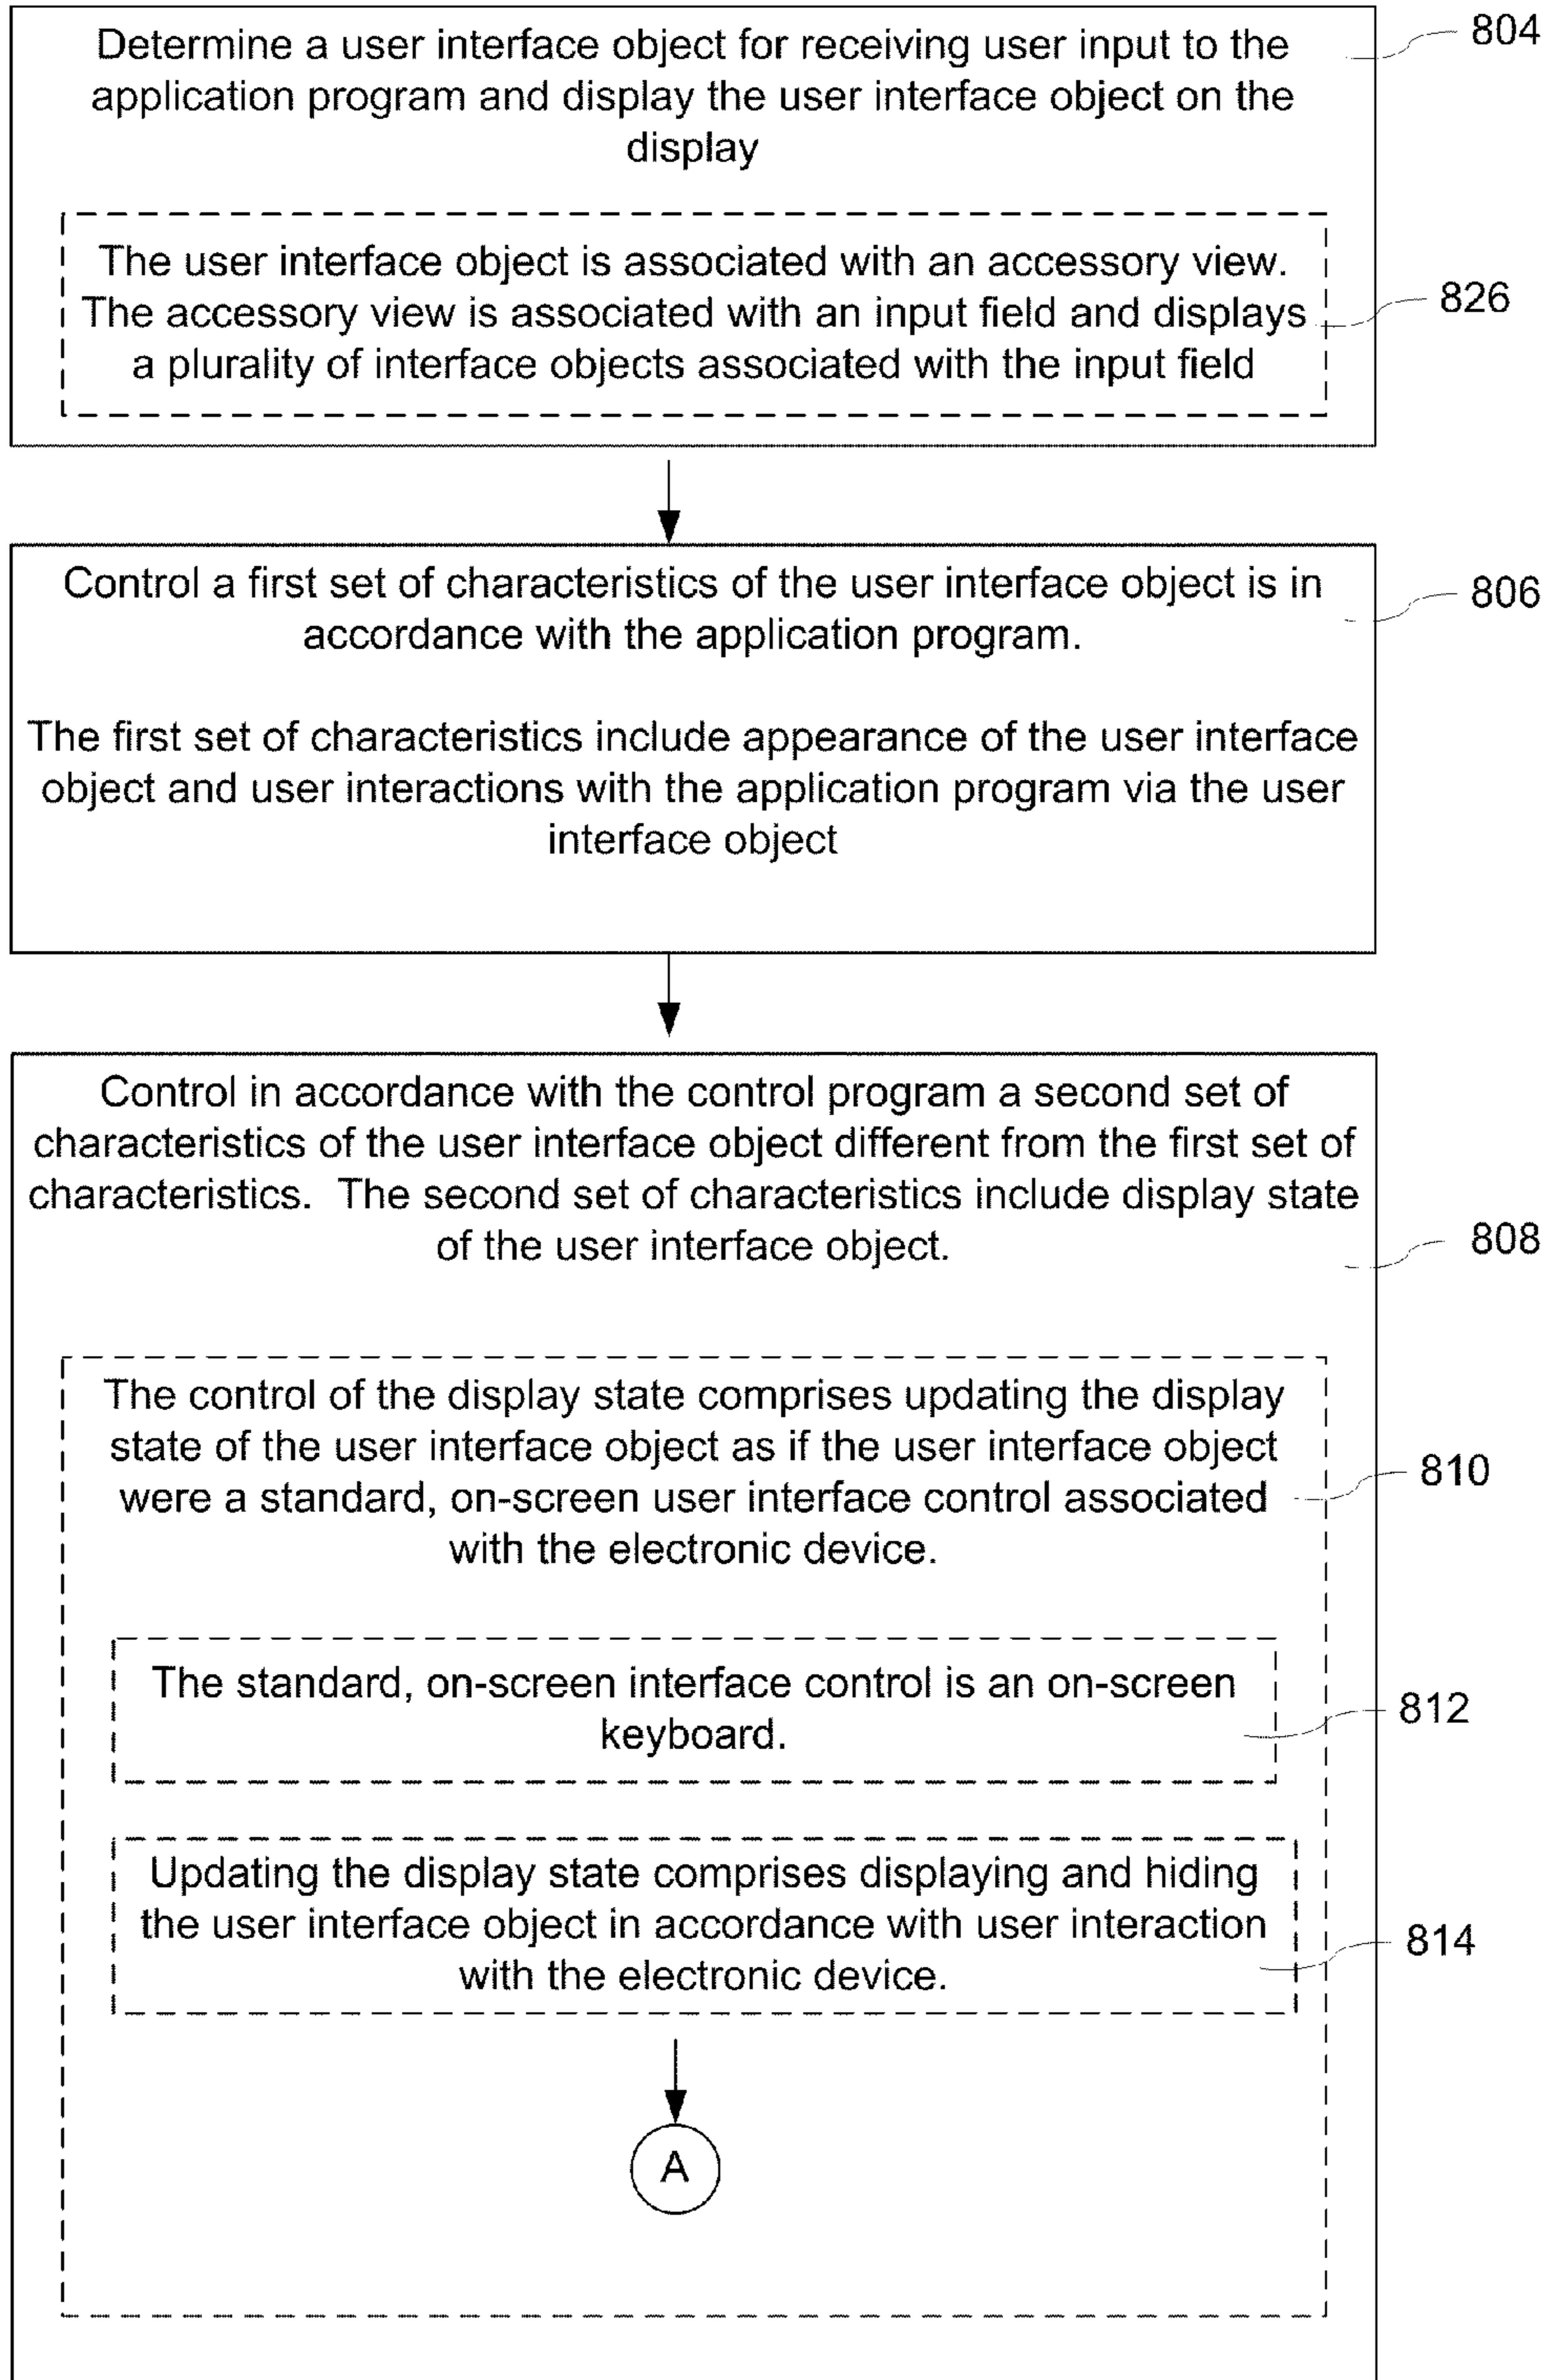 Determine a user interface object for receiving user input to the
application program and display the user interface object on the
display
804
The user interface object is associated with an accessory view.
The accessory view is associated with an input field and displays
a plurality of interface objects associated with the input field
826
Control a first set of characteristics of the user interface object is in
accordance with the application program.
806
The first set of characteristics include appearance of the user interface
object and user interactions with the application program via the user
interface object
Control in accordance with the control program a second set of
characteristics of the user interface object different from the first set of
characteristics.  The second set of characteristics include display state
of the user interface object.
808
The control of the display state comprises updating the display
state of the user interface object as if the user interface object
were a standard, on-screen user interface control associated
with the electronic device.
810
The standard, on-screen interface control is an on-screen
keyboard.
812
Updating the display state comprises displaying and hiding
the user interface object in accordance with user interaction
with the electronic device.
814
A